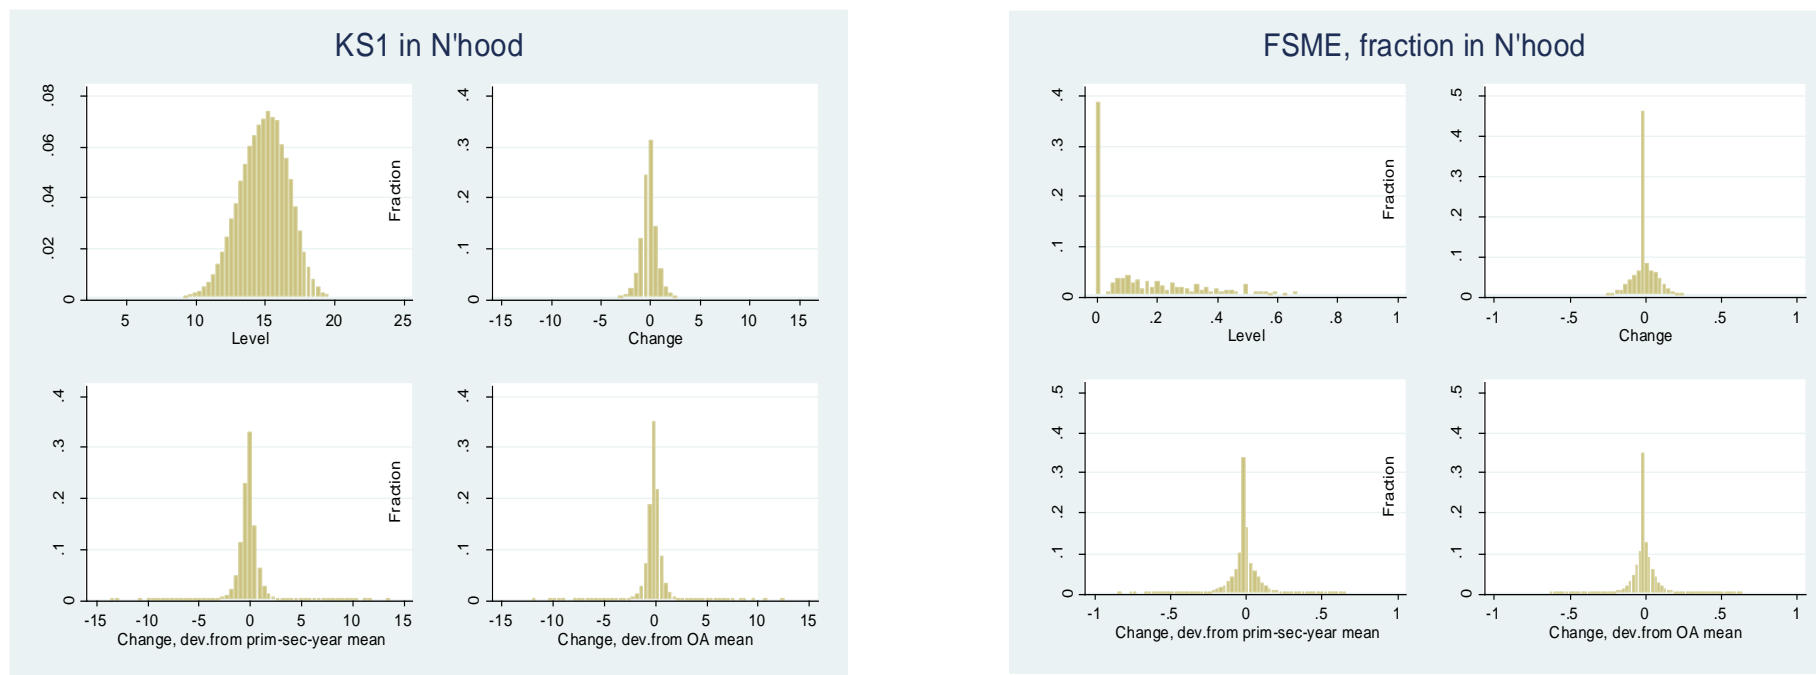 KS1 in N'hood
.08
.06
.04
.02
0
5 10 15 20 25
Level
Fraction
.4
.3
.2
.1
0
-15 -10 -5 0 5 10 15
Change
.4
.3
.2
.1
0
-15 -10 -5 0 5 10 15
Change, dev.from prim-sec-year mean
Fraction
.4
.3
.2
.1
0
-15 -10 -5 0 5 10 15
Change, dev.from OA mean
FSME, fraction in N'hood
.4
.3
.2
.1
0
0 .2 .4 .6 .8 1
Level
Fraction
.5
.4
.3
.2
.1
0
-1 -.5 0 .5 1
Change
.5
.4
.3
.2
.1
0
-1 -.5 0 .5 1
Change, dev.from prim-sec-year mean
Fraction
.5
.4
.3
.2
.1
0
-1 -.5 0 .5 1
Change, dev.from OA mean